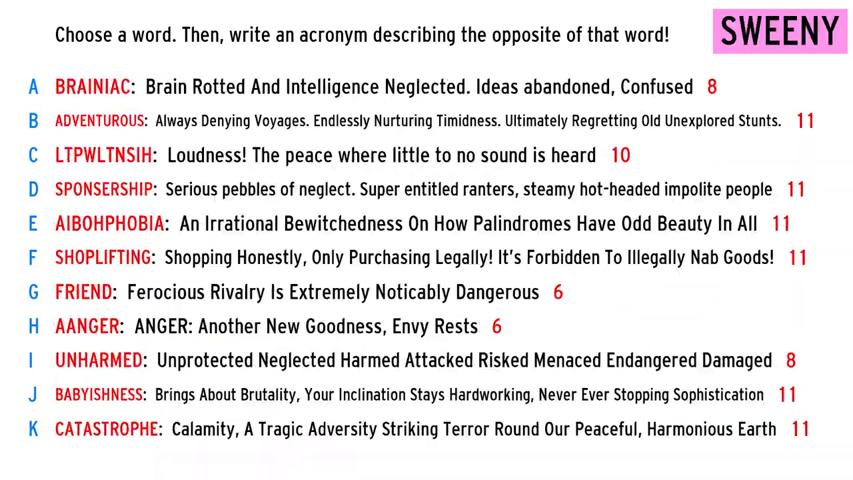 Choose a word. Then, write an acronym describing the opposite of that word!
SWEENY
A BRAINIAC: Brain Rotted And Intelligence Neglected. Ideas abandoned, Confused 8
B ADVENTUROUS: Always Denying Voyages. Endlessly Nurturing Timidness. Ultimately Regretting Old Unexplored Stunts. 11
C LTPWLTNSIH: Loudness! The peace where little to no sound is heard 10
D SPONSERSHIP: Serious pebbles of neglect. Super entitled ranters, steamy hot-headed impolite people 11
E AIBOHPHOBIA: An Irrational Bewitchedness On How Palindromes Have Odd Beauty In All 11
F SHOPLIFTING: Shopping Honestly, Only Purchasing Legally! It's Forbidden To Illegally Nab Goods! 11
G FRIEND: Ferocious Rivalry Is Extremely Noticably Dangerous 6
H AANGER: ANGER: Another New Goodness, Envy Rests 6
I UNHARMED: Unprotected Neglected Harmed Attacked Risked Menaced Endangered Damaged 8
J BABYISHNESS: Brings About Brutality, Your Inclination Stays Hardworking, Never Ever Stopping Sophistication 11
K CATASTROPHE: Calamity, A Tragic Adversity Striking Terror Round Our Peaceful, Harmonious Earth 11